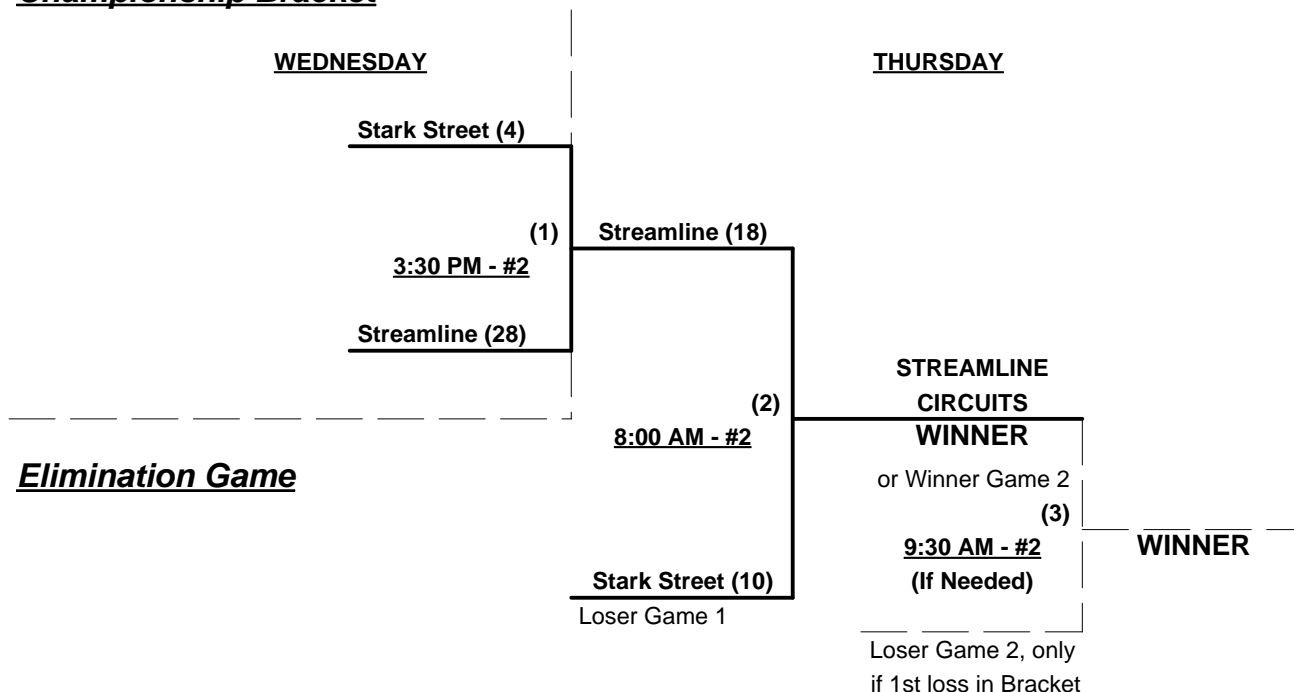 Championship Bracket
WEDNESDAY
THURSDAY
Stark Street (4)
(1)
Streamline (18)
3:30 PM - #2
Streamline (28)
STREAMLINE
CIRCUITS
(2)
8:00 AM - #2
WINNER
Elimination Game
or Winner Game 2
(3)
9:30 AM - #2
WINNER
(If Needed)
Stark Street (10)
Loser Game 1
Loser Game 2, only
if 1st loss in Bracket